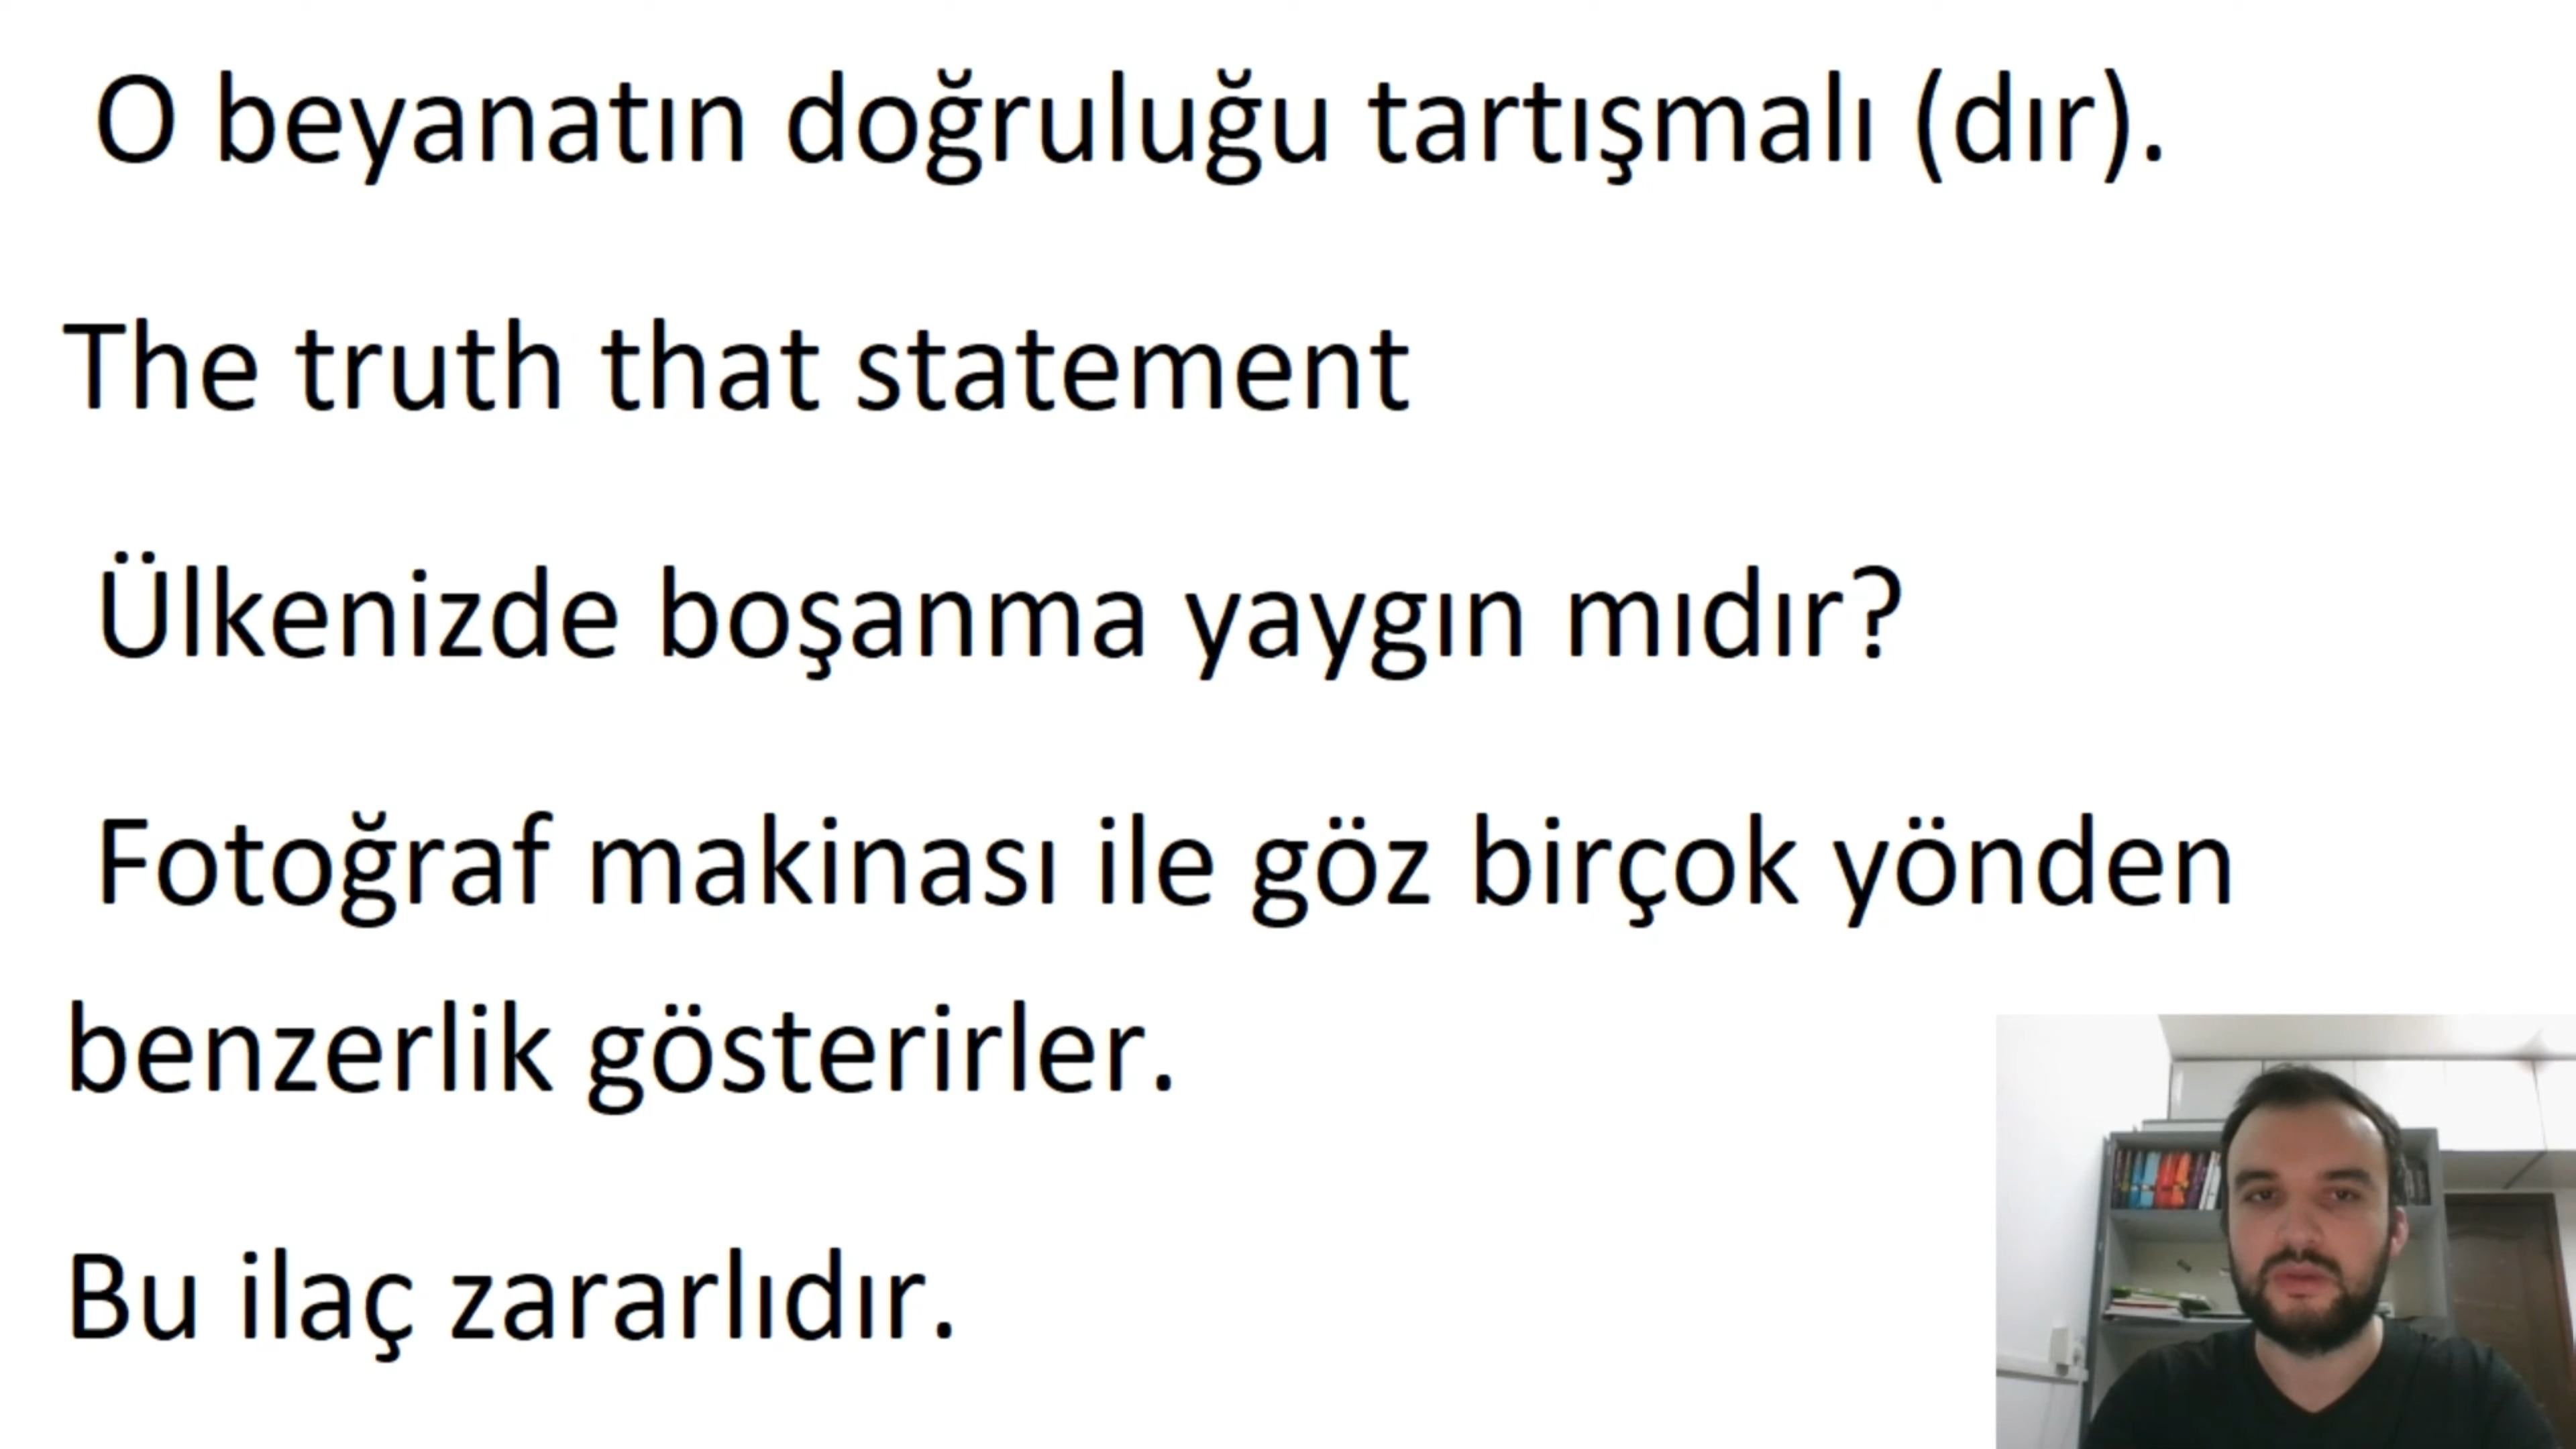 O beyanatın doğruluğu tartışmalı (dır).
The truth that statement
Ülkenizde boşanma yaygın mıdır?
Fotoğraf makinası ile göz birçok yönden
benzerlik gösterirler.
Bu ilaç zararlıdır.